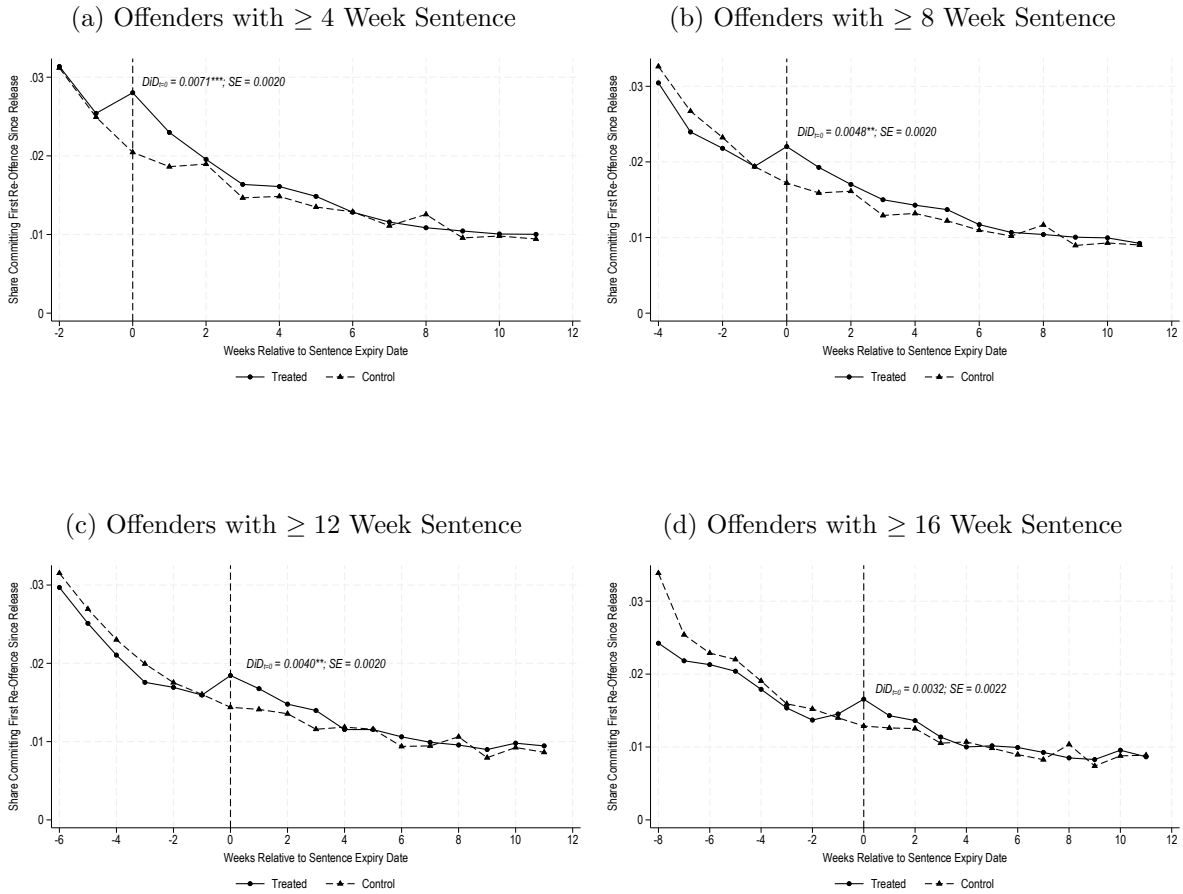 (a) Offenders with ≥ 4 Week Sentence
Share Committing First Re-Offence Since Release
.03
.02
.01
0
DiD_{t=0} = 0.0071***; SE = 0.0020
-2 0 2 4 6 8 10 12
Weeks Relative to Sentence Expiry Date
Treated Control
(b) Offenders with ≥ 8 Week Sentence
Share Committing First Re-Offence Since Release
.03
.02
.01
0
DiD_{t=0} = 0.0048**; SE = 0.0020
-4 -2 0 2 4 6 8 10 12
Weeks Relative to Sentence Expiry Date
Treated Control
(c) Offenders with ≥ 12 Week Sentence
Share Committing First Re-Offence Since Release
.03
.02
.01
0
DiD_{t=0} = 0.0040**; SE = 0.0020
-6 -4 -2 0 2 4 6 8 10 12
Weeks Relative to Sentence Expiry Date
Treated Control
(d) Offenders with ≥ 16 Week Sentence
Share Committing First Re-Offence Since Release
.03
.02
.01
0
DiD_{t=0} = 0.0032; SE = 0.0022
-8 -6 -4 -2 0 2 4 6 8 10 12
Weeks Relative to Sentence Expiry Date
Treated Control